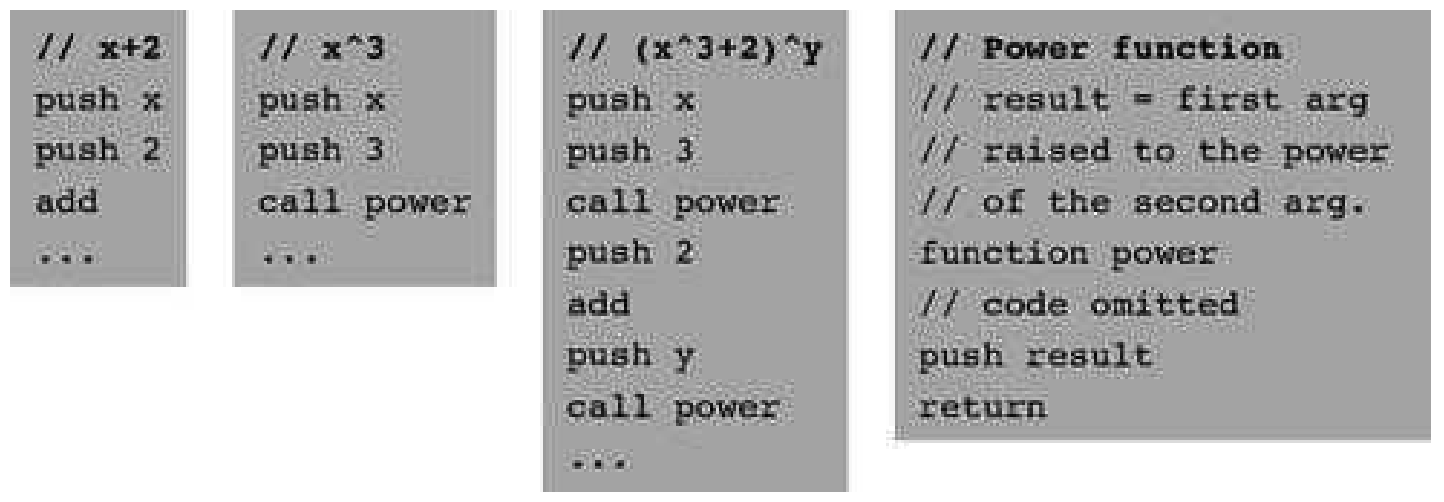 // x+2
push x
push 2
add
...
// x^3
push x
push 3
call power
...
// (x^3+2)^y
push x
push 3
call power
push 2
add
push y
call power
...
// Power function
// result = first arg
// raised to the power
// of the second arg.
function power
// code omitted
push result
return